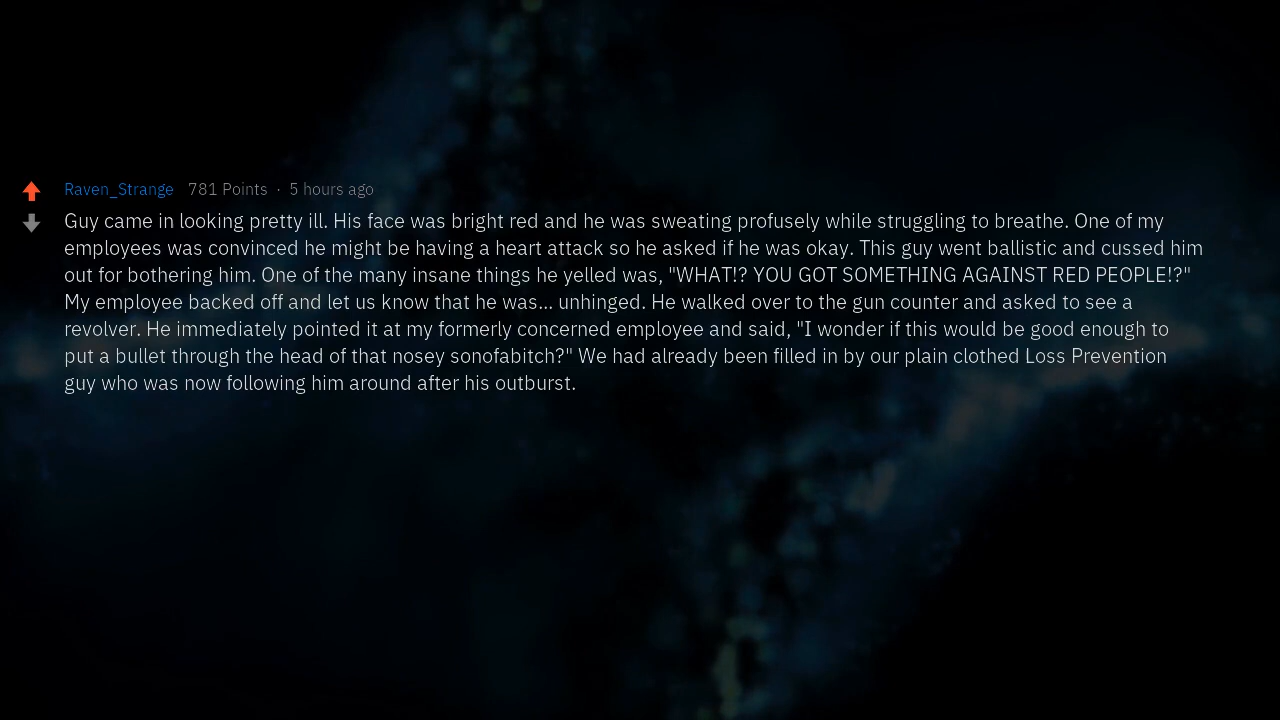 Raven_Strange 781 Points · 5 hours ago
Guy came in looking pretty ill. His face was bright red and he was sweating profusely while struggling to breathe. One of my
employees was convinced he might be having a heart attack so he asked if he was okay. This guy went ballistic and cussed him
out for bothering him. One of the many insane things he yelled was, "WHAT!? YOU GOT SOMETHING AGAINST RED PEOPLE!?"
My employee backed off and let us know that he was... unhinged. He walked over to the gun counter and asked to see a
revolver. He immediately pointed it at my formerly concerned employee and said, "I wonder if this would be good enough to
put a bullet through the head of that nosey sonofabitch?" We had already been filled in by our plain clothed Loss Prevention
guy who was now following him around after his outburst.